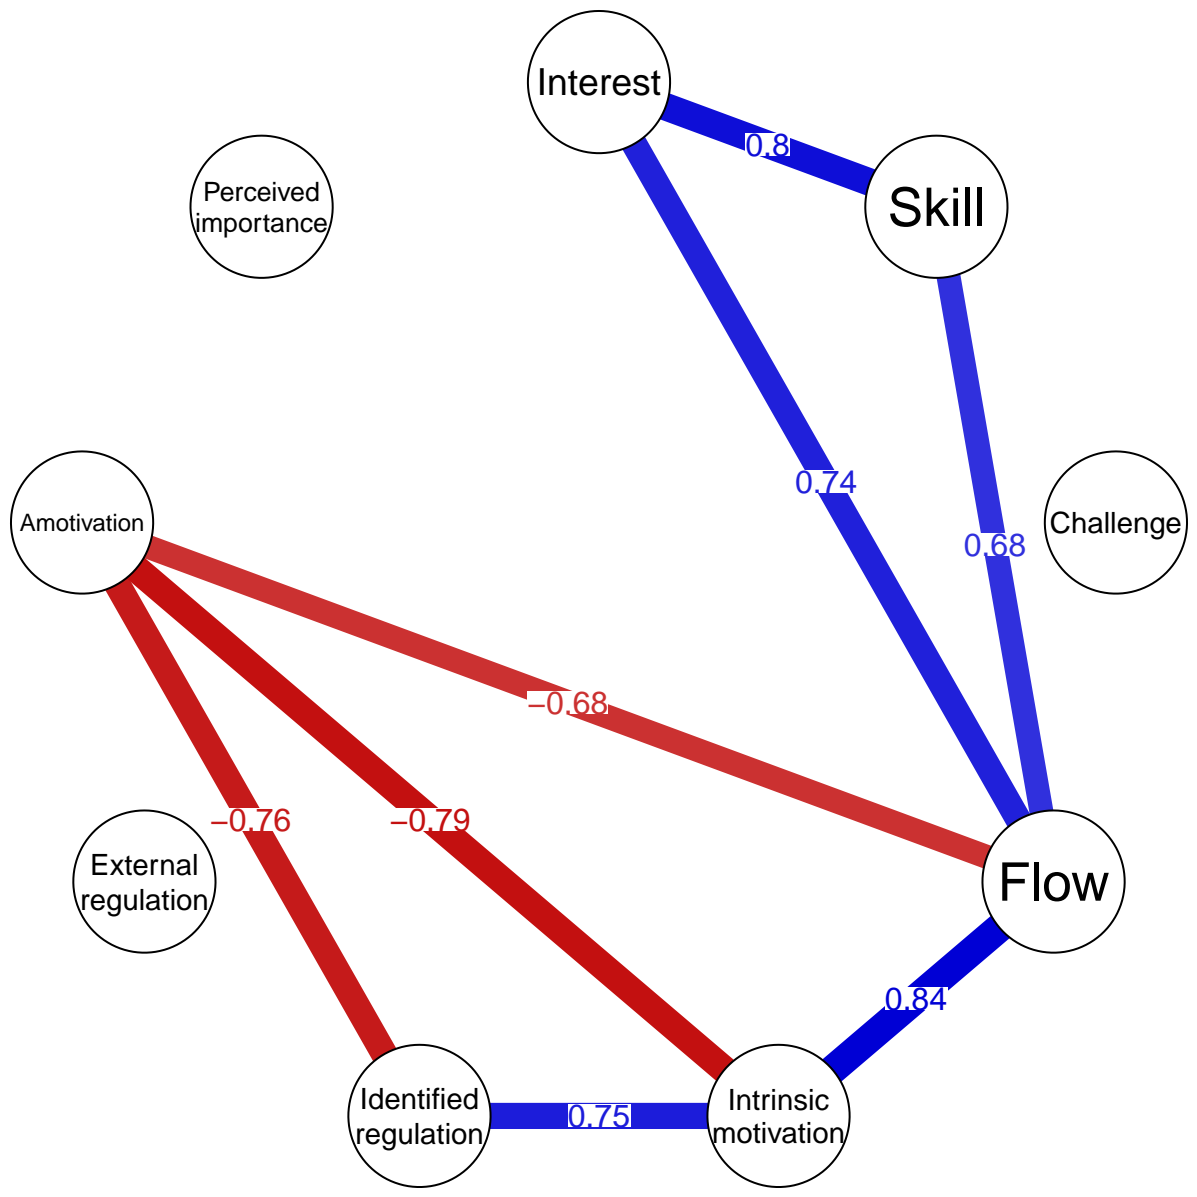 Interest
0.8
Perceived
importance
Skill
0.74
Amotivation
Challenge
0.68
−0.68
−0.76
−0.79
External
regulation
Flow
0.84
Identified
regulation
0.75
Intrinsic
motivation